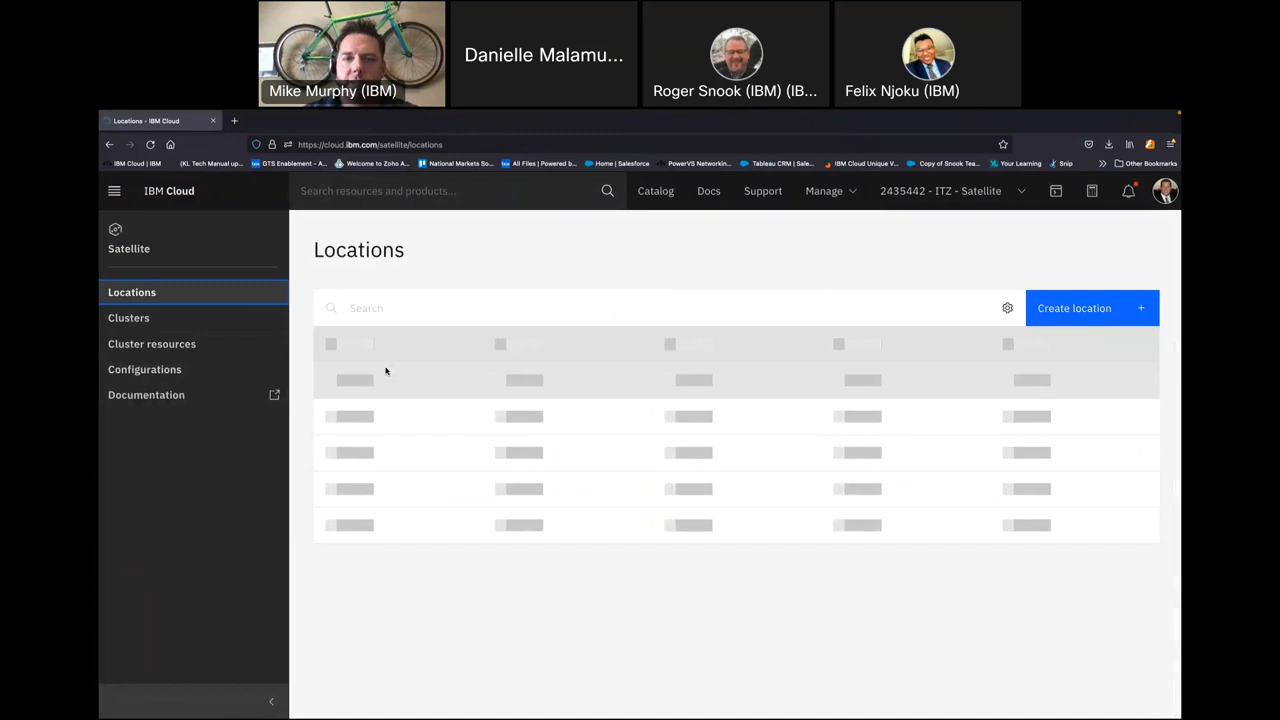 Mike Murphy (IBM)
Danielle Malamu...
Roger Snook (IBM) (IB...
Felix Njoku (IBM)
Locations - IBM Cloud
https://cloud.ibm.com/satellite/locations
IBM Cloud | IBM
(KL Tech Manual up...
GTS Enablement - A...
Welcome to Zoho A...
National Markets So...
All Files | Powered b...
Home | Salesforce
PowerVS Networkin...
Tableau CRM | Sale...
IBM Cloud Unique V...
Copy of Snook Tea...
Your Learning
Snip
Other Bookmarks
IBM Cloud
Search resources and products...
Catalog
Docs
Support
Manage
2435442 - ITZ - Satellite
Satellite
Locations
Clusters
Cluster resources
Configurations
Documentation
Locations
Search
Create location +